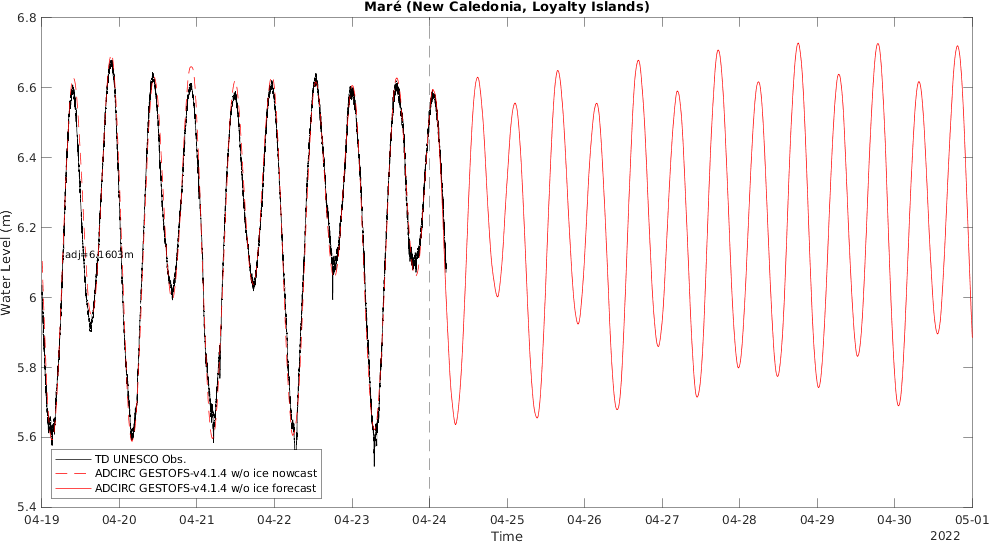 Maré (New Caledonia, Loyalty Islands)
6.8
6.6
6.4
6.2
6
5.8
5.6
5.4
Water Level (m)
adj=6.1603m
TD UNESCO Obs.
ADCIRC GESTOFS-v4.1.4 w/o ice nowcast
ADCIRC GESTOFS-v4.1.4 w/o ice forecast
04-19 04-20 04-21 04-22 04-23 04-24 04-25 04-26 04-27 04-28 04-29 04-30 05-01
Time
2022